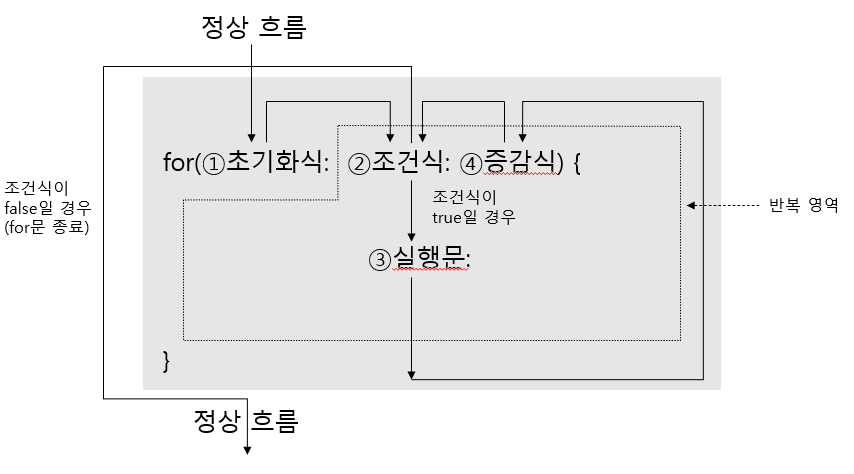 정상 흐름
for(①초기화식: ②조건식: ④증감식) {
조건식이
false일 경우
(for문 종료)
조건식이
true일 경우
반복 영역
③실행문:
}
정상 흐름